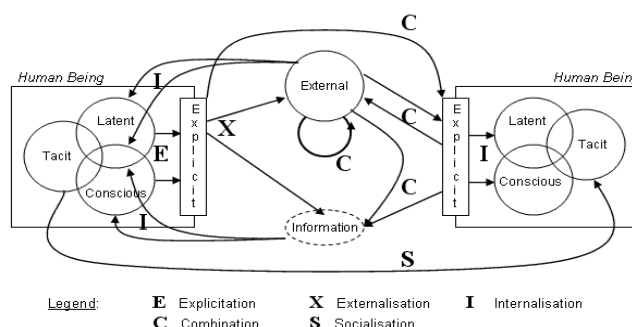 C
Human Being
Human Being
I
External
Latent
Explicit
X
C
Explicit
Latent
Tacit
E
C
I
Tacit
Conscious
Conscious
I
C
Information
S
Legend:
E Explicitation
X Externalisation
I Internalisation
C Combination
S Socialisation